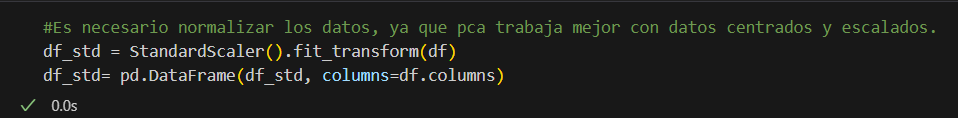 #Es necesario normalizar los datos, ya que pca trabaja mejor con datos centrados y escalados.
df_std = StandardScaler().fit_transform(df)
df_std= pd.DataFrame(df_std, columns=df.columns)
0.0s